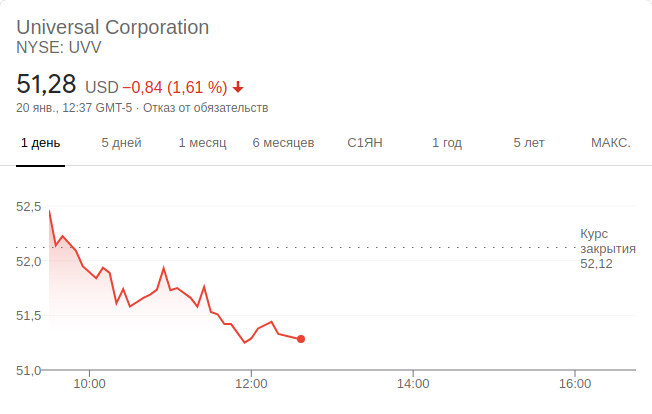 Universal Corporation
NYSE: UVV
51,28 USD −0,84 (1,61 %)
20 янв., 12:37 GMT-5 · Отказ от обязательств
1 день 5 дней 1 месяц 6 месяцев С1ЯН 1 год 5 лет МАКС.
52,5
Курс
закрытия
52,12
52,0
51,5
51,0
10:00 12:00 14:00 16:00